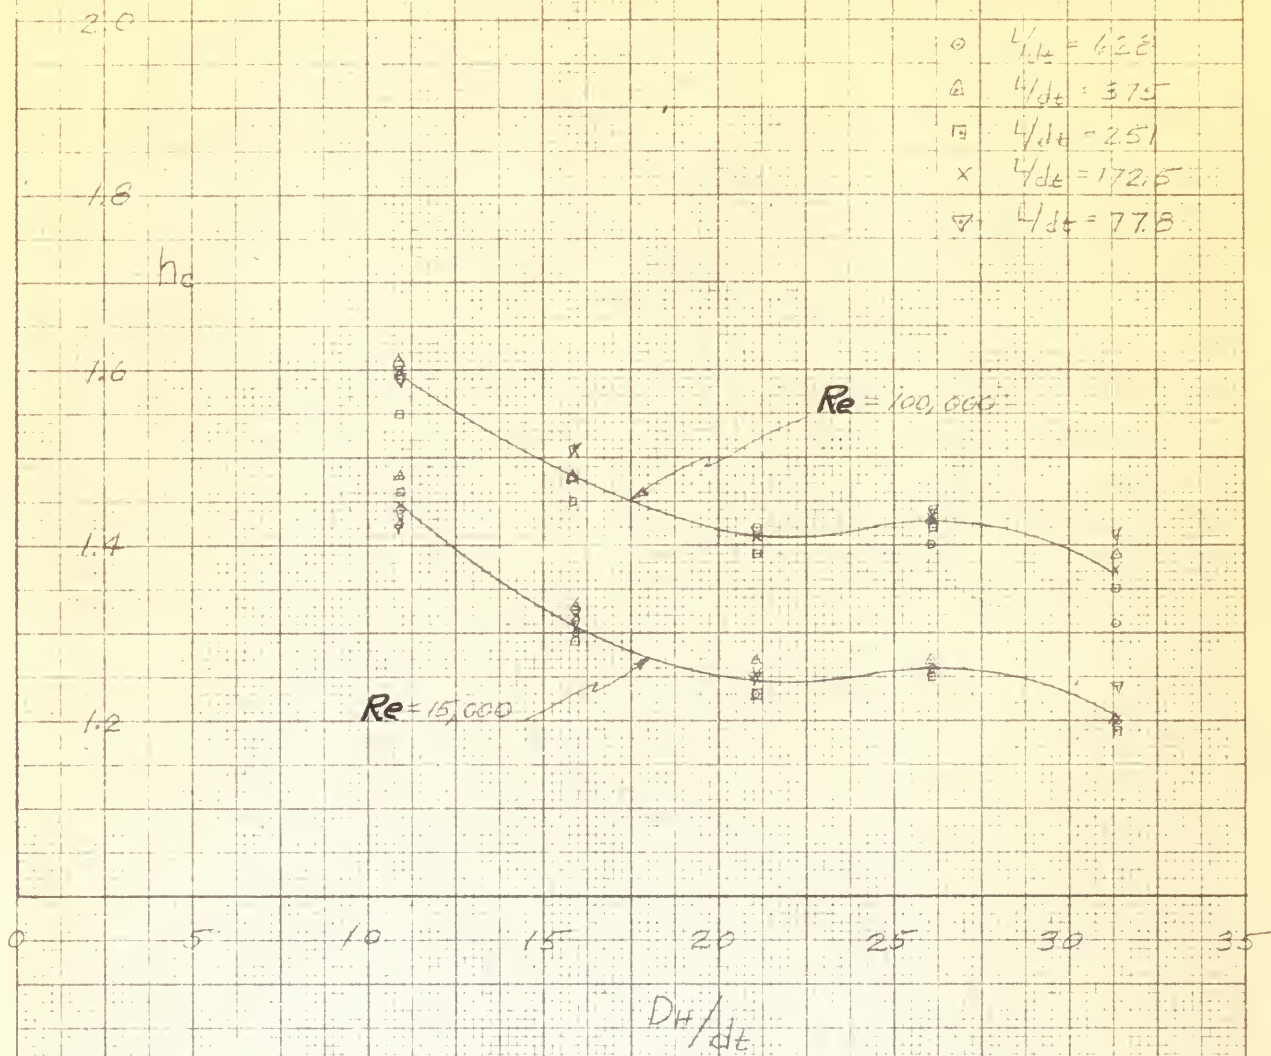 2.0
L/dt = 628
L/dt = 375
L/dt = 251
1.8
x L/dt = 172.5
L/dt = 77.8
hc
1.6
Re = 100,000
1.4
Re = 15,000
1.2
0 5 10 15 20 25 30 35
DH/dt